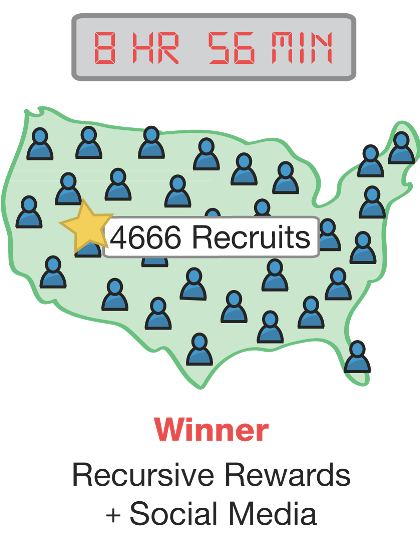 8 HR 56 MIN
4666 Recruits
Winner
Recursive Rewards
+ Social Media